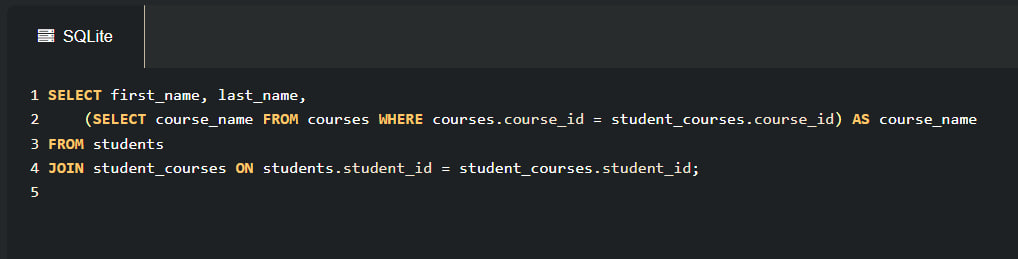 SQLite
1 SELECT first_name, last_name,
2     (SELECT course_name FROM courses WHERE courses.course_id = student_courses.course_id) AS course_name
3 FROM students
4 JOIN student_courses ON students.student_id = student_courses.student_id;
5